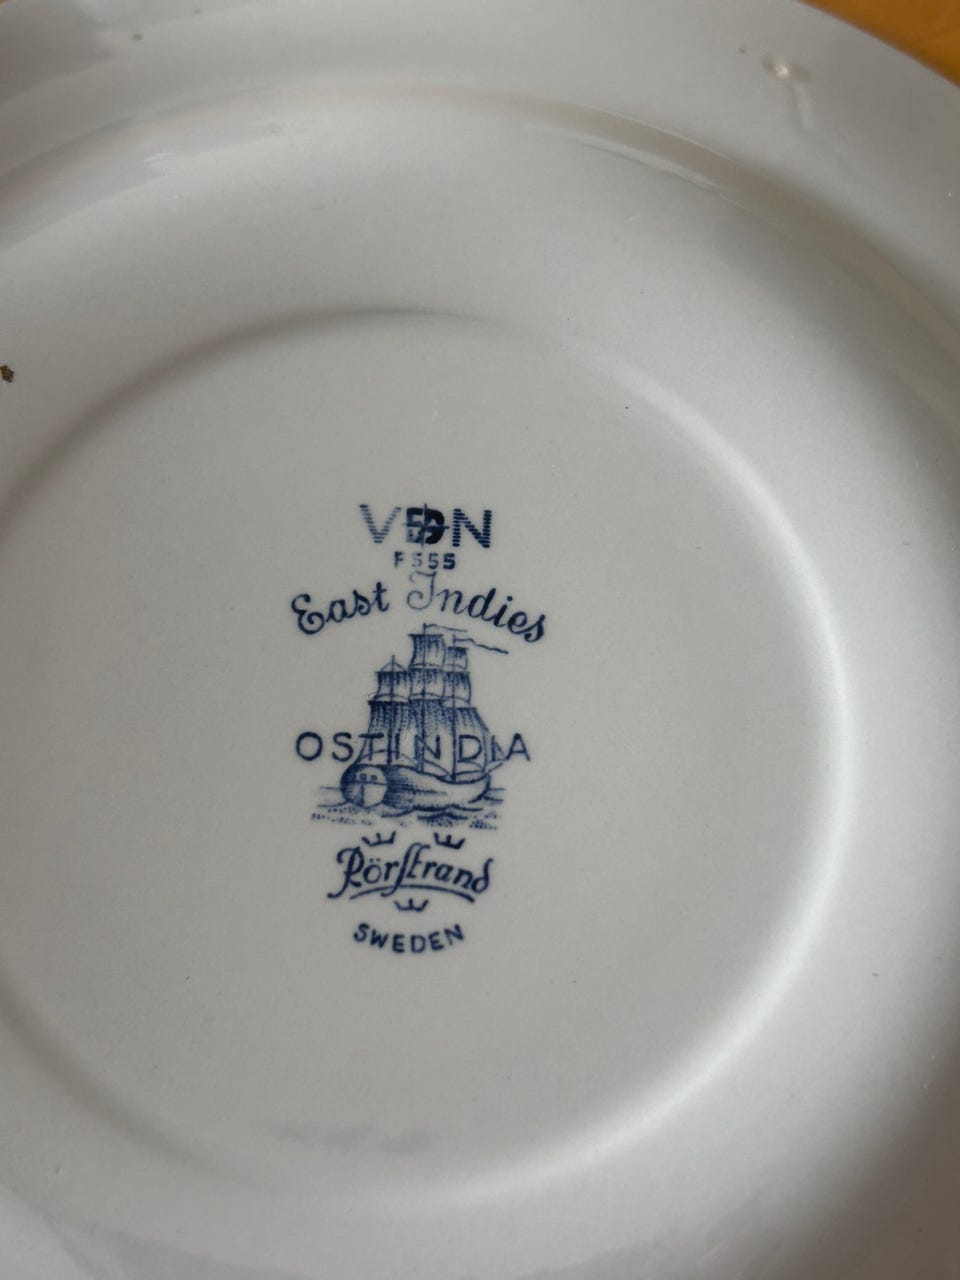 VDN
F555
East Indies
OSTINDIA
Rörstrand
SWEDEN